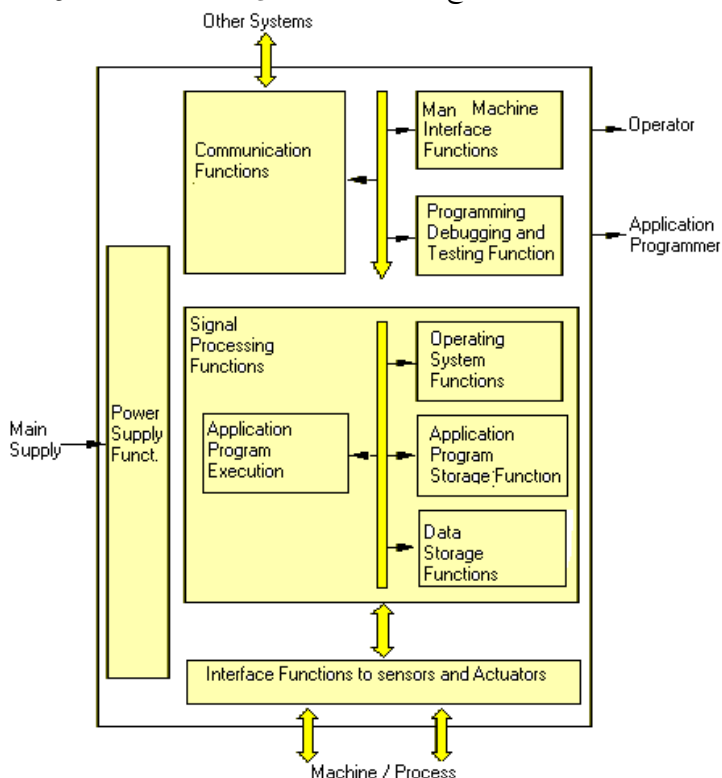 Other Systems
Communication
Functions
Man Machine
Interface
Functions
Operator
Programming
Debugging and
Testing Function
Application
Programmer
Signal
Processing
Functions
Operating
System
Functions
Main
Supply
Power
Supply
Funct.
Application
Program
Execution
Application
Program
Storage Function
Data
Storage
Functions
Interface Functions to sensors and Actuators
Machine / Process